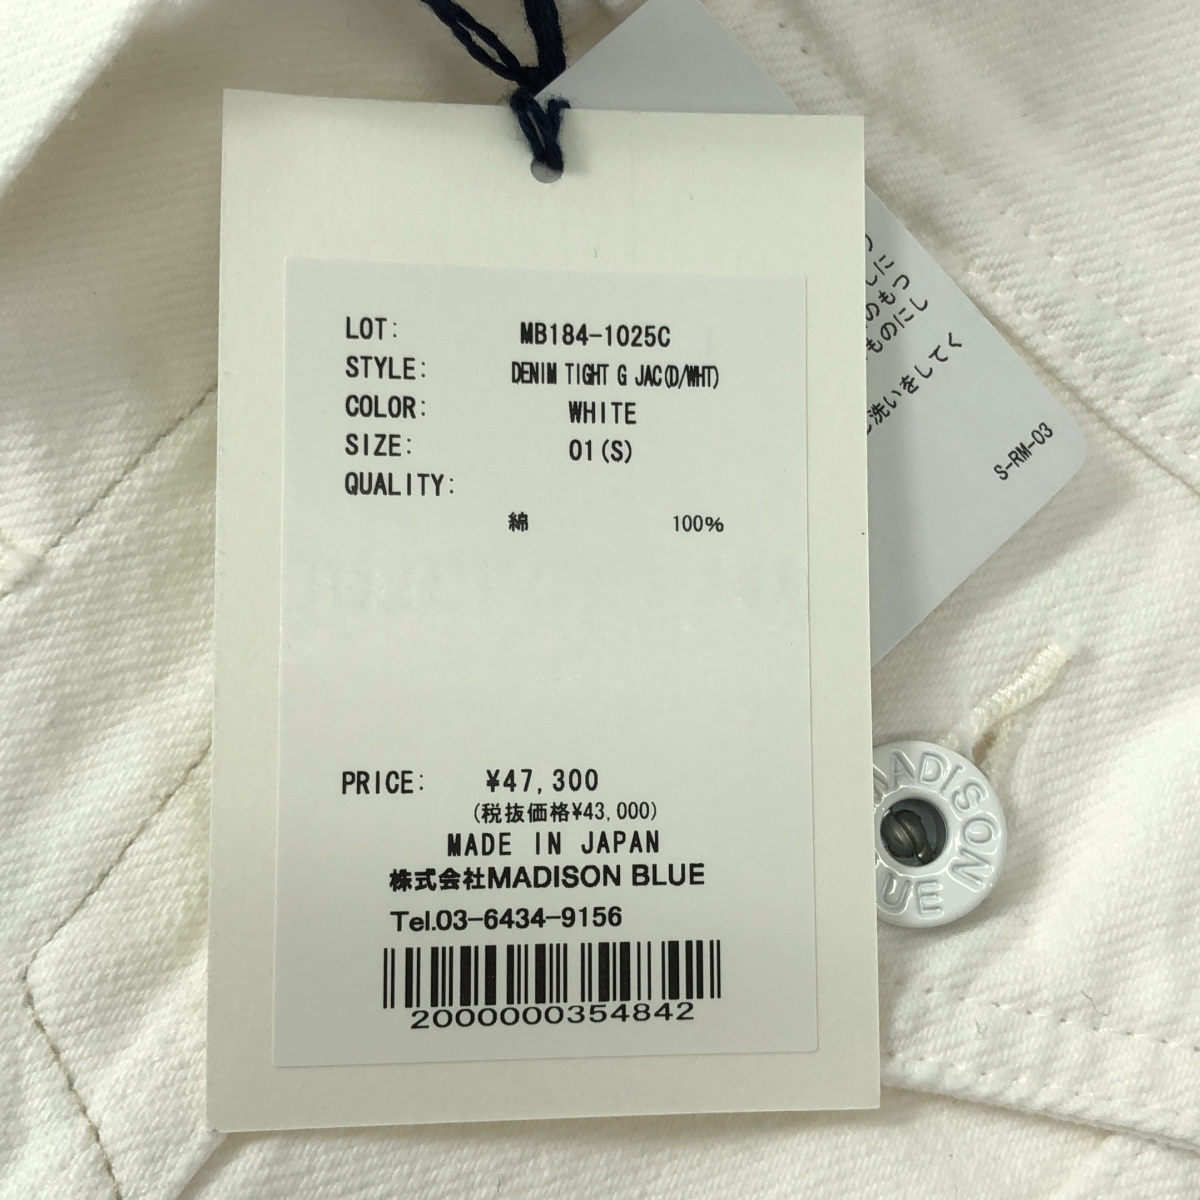 LOT: MB184-1025C
STYLE: DENIM TIGHT G JAC(D/WHT)
COLOR: WHITE
SIZE: 01(S)
QUALITY:
綿 100%
PRICE: ¥47,300
(税抜価格¥43,000)
MADE IN JAPAN
株式会社MADISON BLUE
Tel.03-6434-9156
2000000354842
しに
のもつ
ものにし
洗いをしてく
S-RM-03
MADISON
UE